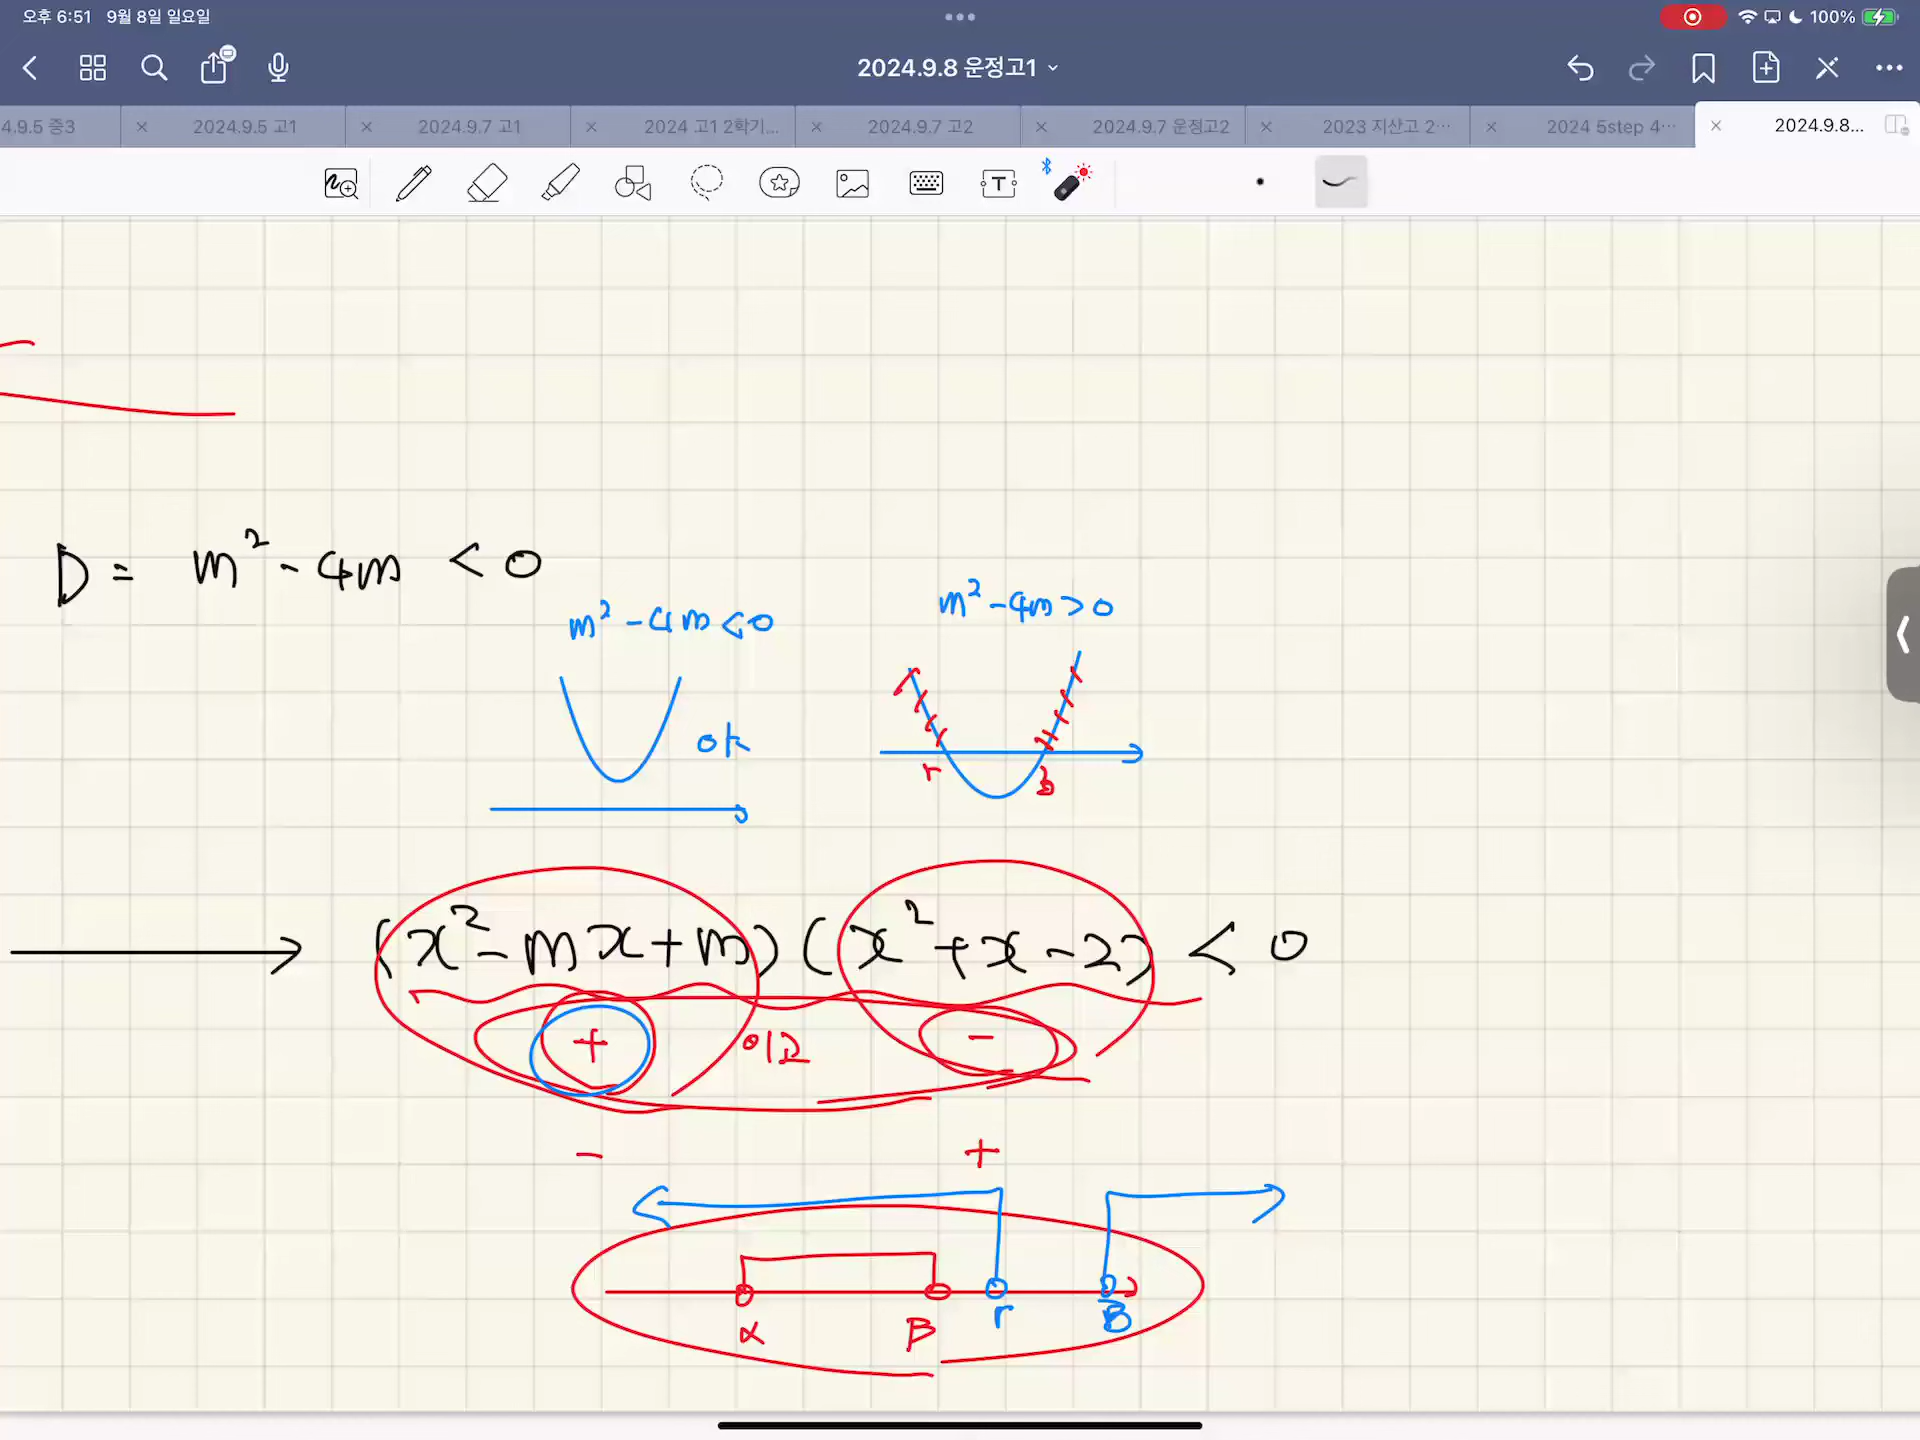 오후 6:51 9월 8일 일요일
100%
2024.9.8 운정고1
4.9.5 중3
2024.9.5 고1
2024.9.7 고1
2024 고1 2학기...
2024.9.7 고2
2024.9.7 운정고2
2023 지산고 2...
2024 5step 4...
2024.9.8...
D = m² - 4m < 0
m² - 4m < 0
m² - 4m > 0
ok
r
(x² - mx + m)(x² + x - 2) < 0
+ 이고 -
- +
α β r